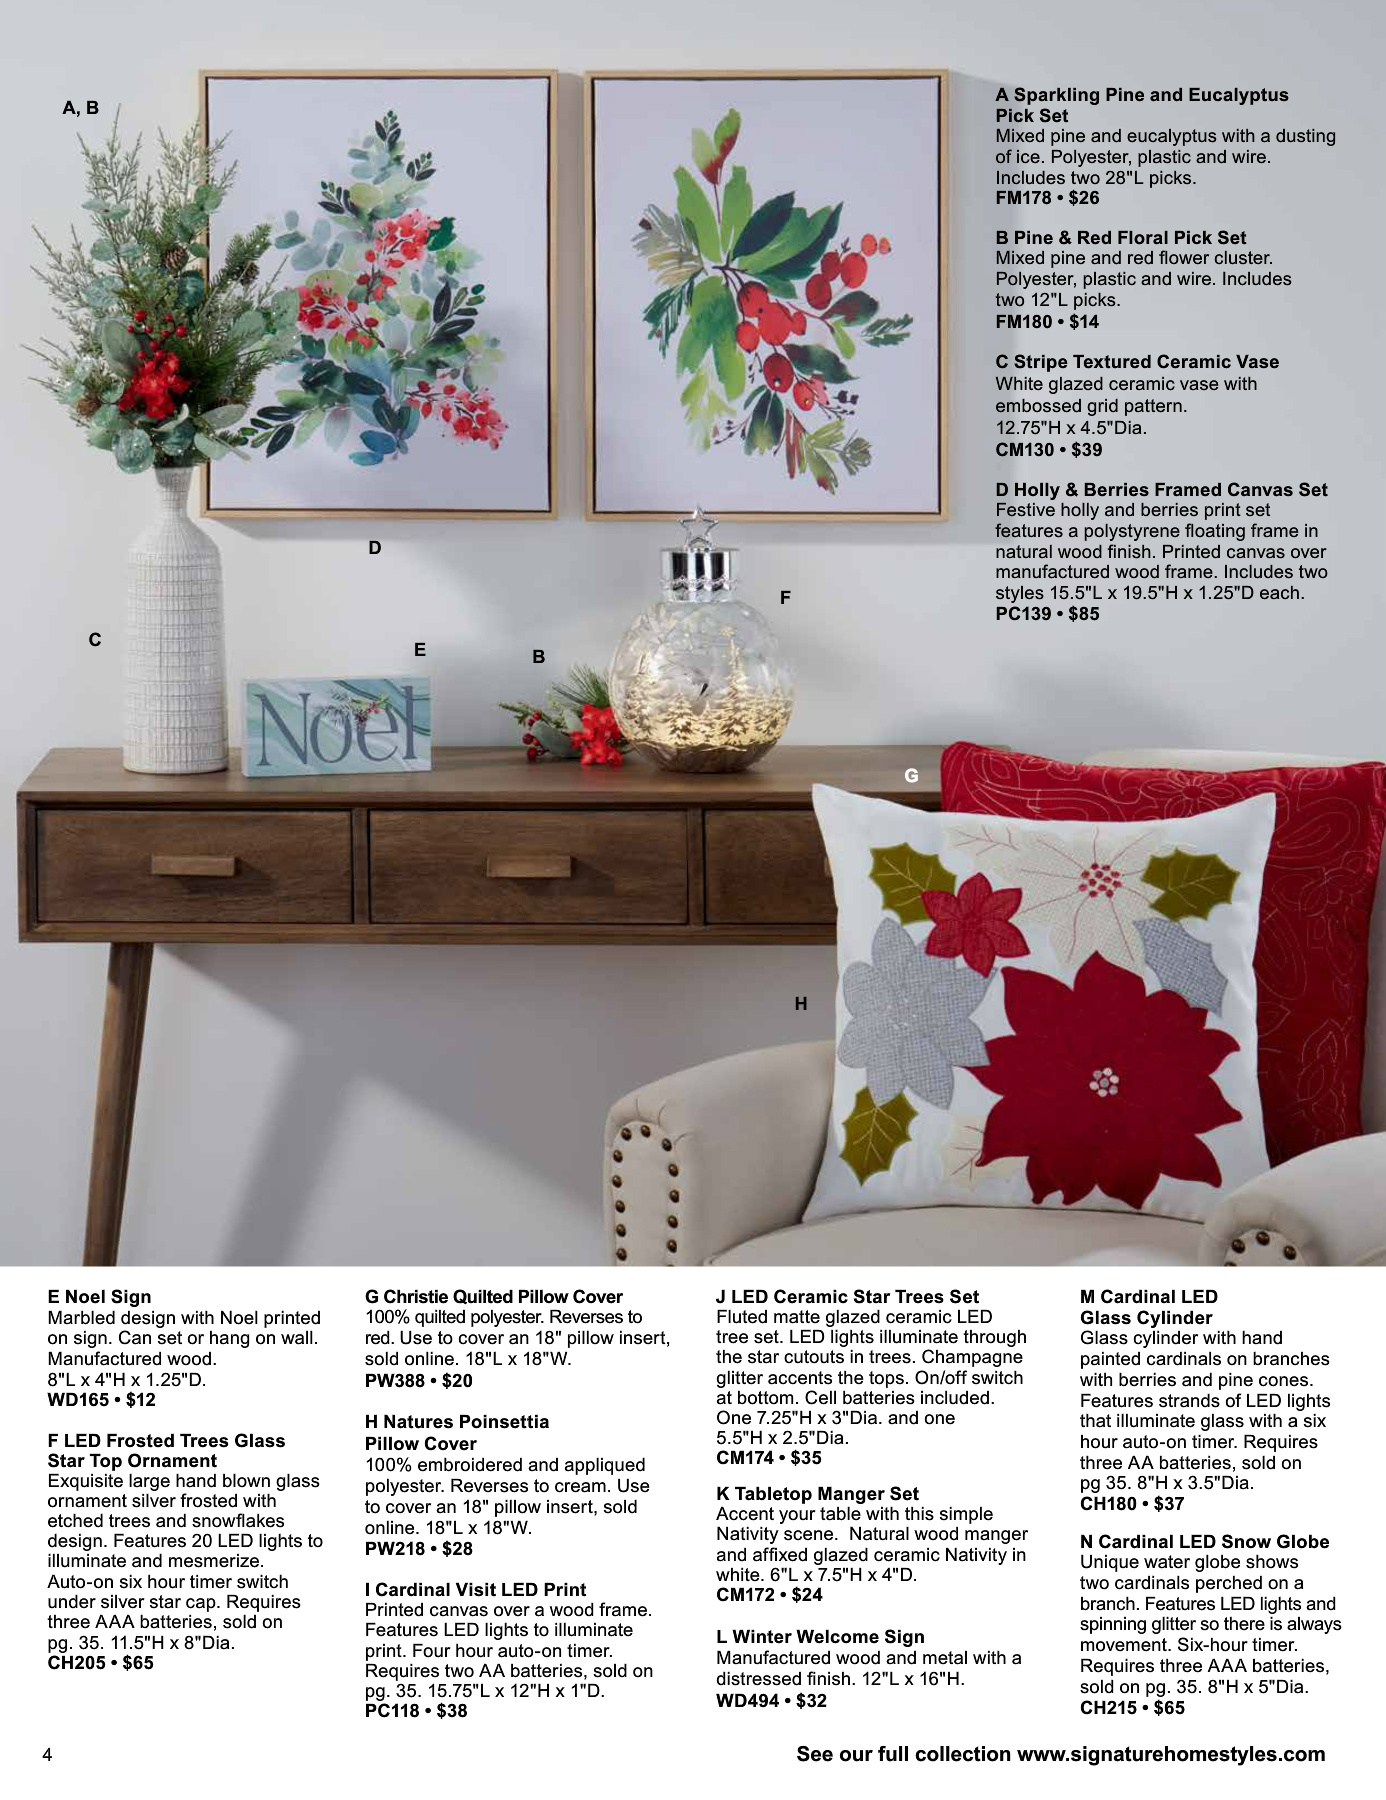 A, B
A Sparkling Pine and Eucalyptus
Pick Set
Mixed pine and eucalyptus with a dusting
of ice. Polyester, plastic and wire.
Includes two 28"L picks.
FM178 • $26
B Pine & Red Floral Pick Set
Mixed pine and red flower cluster.
Polyester, plastic and wire. Includes
two 12"L picks.
FM180 • $14
C Stripe Textured Ceramic Vase
White glazed ceramic vase with
embossed grid pattern.
12.75"H x 4.5"Dia.
CM130 • $39
D Holly & Berries Framed Canvas Set
Festive holly and berries print set
features a polystyrene floating frame in
natural wood finish. Printed canvas over
manufactured wood frame. Includes two
styles 15.5"L x 19.5"H x 1.25"D each.
PC139 • $85
D
F
C
E
B
Noel
G
H
E Noel Sign
Marbled design with Noel printed
on sign. Can set or hang on wall.
Manufactured wood.
8"L x 4"H x 1.25"D.
WD165 • $12
F LED Frosted Trees Glass
Star Top Ornament
Exquisite large hand blown glass
ornament silver frosted with
etched trees and snowflakes
design. Features 20 LED lights to
illuminate and mesmerize.
Auto-on six hour timer switch
under silver star cap. Requires
three AAA batteries, sold on
pg. 35. 11.5"H x 8"Dia.
CH205 • $65
G Christie Quilted Pillow Cover
100% quilted polyester. Reverses to
red. Use to cover an 18" pillow insert,
sold online. 18"L x 18"W.
PW388 • $20
H Natures Poinsettia
Pillow Cover
100% embroidered and appliqued
polyester. Reverses to cream. Use
to cover an 18" pillow insert, sold
online. 18"L x 18"W.
PW218 • $28
I Cardinal Visit LED Print
Printed canvas over a wood frame.
Features LED lights to illuminate
print. Four hour auto-on timer.
Requires two AA batteries, sold on
pg. 35. 15.75"L x 12"H x 1"D.
PC118 • $38
J LED Ceramic Star Trees Set
Fluted matte glazed ceramic LED
tree set. LED lights illuminate through
the star cutouts in trees. Champagne
glitter accents the tops. On/off switch
at bottom. Cell batteries included.
One 7.25"H x 3"Dia. and one
5.5"H x 2.5"Dia.
CM174 • $35
K Tabletop Manger Set
Accent your table with this simple
Nativity scene.  Natural wood manger
and affixed glazed ceramic Nativity in
white. 6"L x 7.5"H x 4"D.
CM172 • $24
L Winter Welcome Sign
Manufactured wood and metal with a
distressed finish. 12"L x 16"H.
WD494 • $32
M Cardinal LED
Glass Cylinder
Glass cylinder with hand
painted cardinals on branches
with berries and pine cones.
Features strands of LED lights
that illuminate glass with a six
hour auto-on timer. Requires
three AA batteries, sold on
pg 35. 8"H x 3.5"Dia.
CH180 • $37
N Cardinal LED Snow Globe
Unique water globe shows
two cardinals perched on a
branch. Features LED lights and
spinning glitter so there is always
movement. Six-hour timer.
Requires three AAA batteries,
sold on pg. 35. 8"H x 5"Dia.
CH215 • $65
4
See our full collection www.signaturehomestyles.com